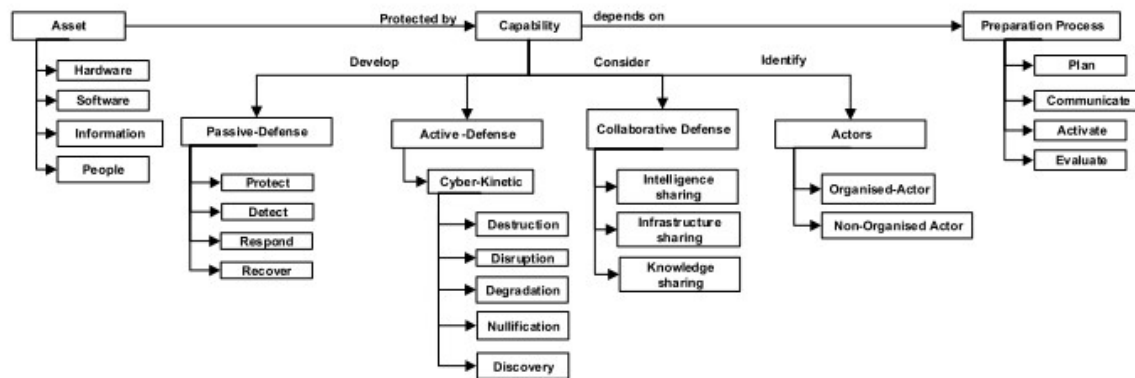 Asset
Protected by
Capability
depends on
Preparation Process
Hardware
Software
Information
People
Develop
Consider
Identify
Plan
Communicate
Activate
Evaluate
Passive-Defense
Active -Defense
Collaborative Defense
Actors
Protect
Detect
Respond
Recover
Cyber-Kinetic
Destruction
Disruption
Degradation
Nullification
Discovery
Intelligence
sharing
Infrastructure
sharing
Knowledge
sharing
Organised-Actor
Non-Organised Actor